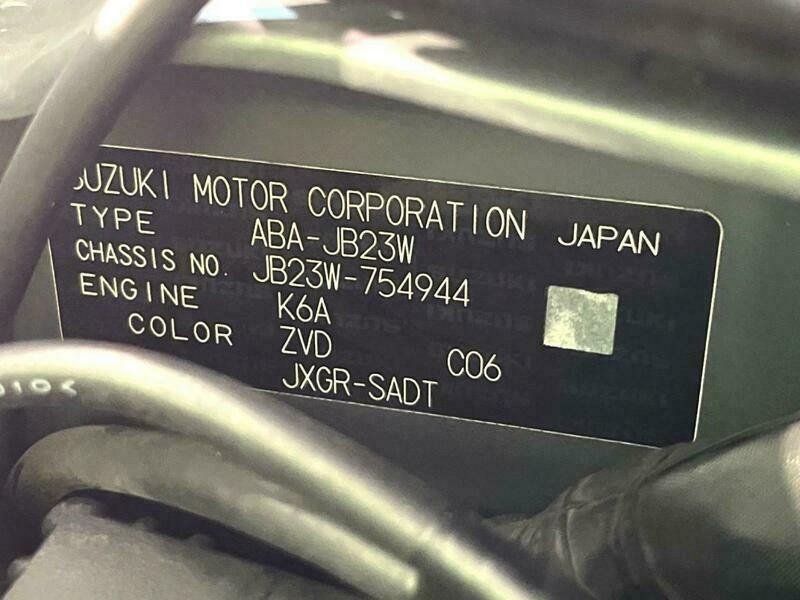 SUZUKI MOTOR CORPORATION JAPAN
TYPE ABA-JB23W
CHASSIS NO. JB23W-754944
ENGINE K6A
COLOR ZVD C06
JXGR-SADT